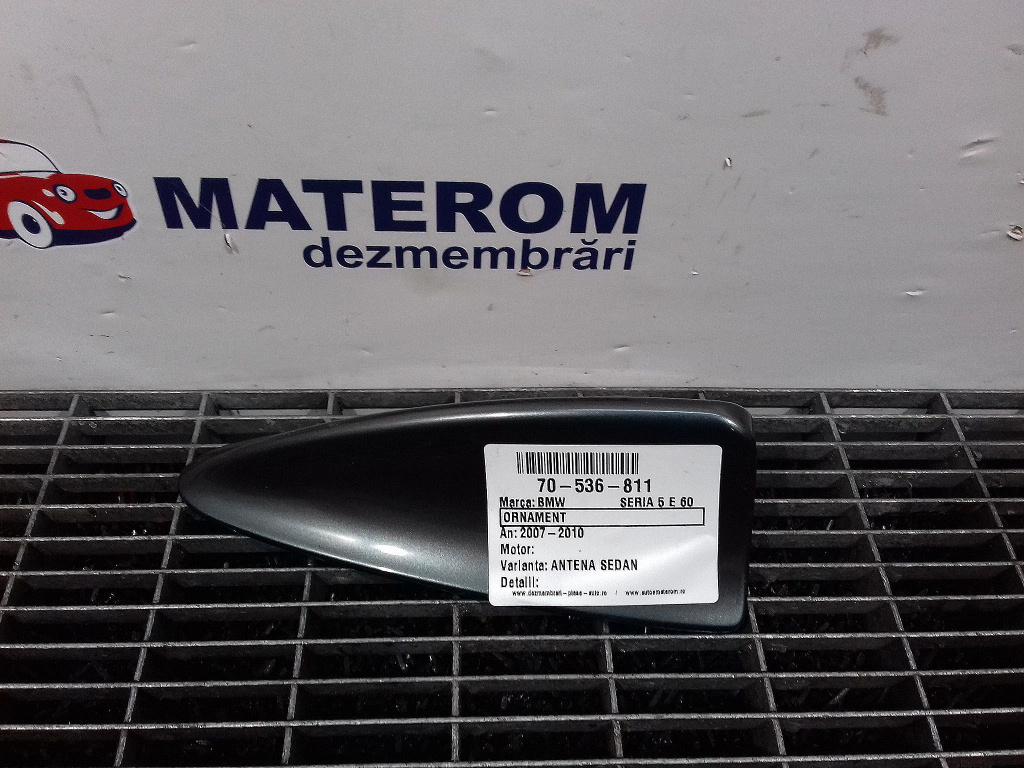 MATEROM
dezmembrări
70-536-811
Marca: BMW SERIA 5 E 60
ORNAMENT
An: 2007-2010
Motor:
Varianta: ANTENA SEDAN
Detalii:
www.dezmembrari-piese-auto.ro / www.autoematerom.ro